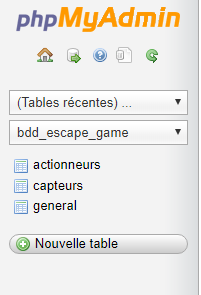 phpMyAdmin
(Tables récentes) ...
bdd_escape_game
actionneurs
capteurs
general
Nouvelle table